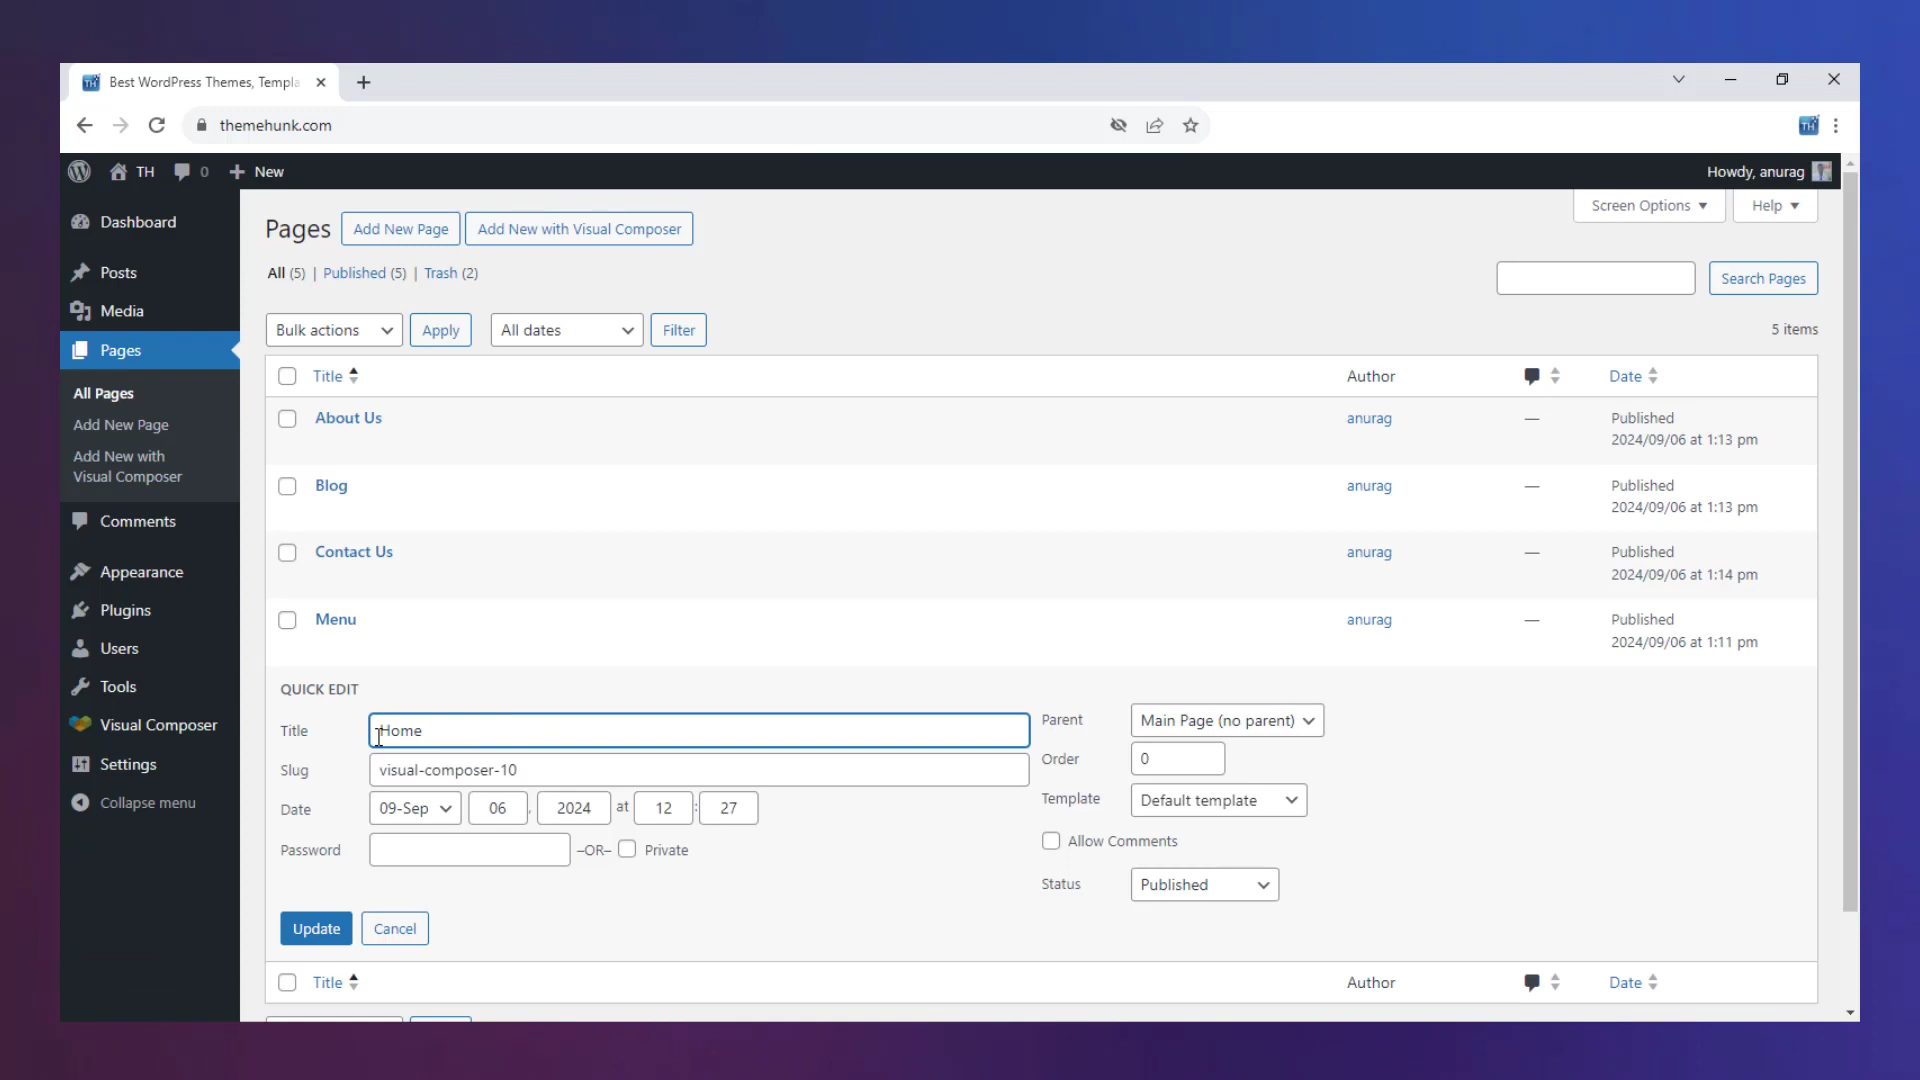 Best WordPress Themes, Templa
themehunk.com
TH 0 New
Howdy, anurag
Screen Options Help
Dashboard
Posts
Media
Pages
All Pages
Add New Page
Add New with
Visual Composer
Comments
Appearance
Plugins
Users
Tools
Visual Composer
Settings
Collapse menu
Pages Add New Page Add New with Visual Composer
All (5) | Published (5) | Trash (2)
Search Pages
Bulk actions Apply All dates Filter
5 items
Title Author Date
About Us anurag — Published
2024/09/06 at 1:13 pm
Blog anurag — Published
2024/09/06 at 1:13 pm
Contact Us anurag — Published
2024/09/06 at 1:14 pm
Menu anurag — Published
2024/09/06 at 1:11 pm
QUICK EDIT
Title Home
Slug visual-composer-10
Date 09-Sep 06 , 2024 at 12 : 27
Password –OR– Private
Parent Main Page (no parent)
Order 0
Template Default template
Allow Comments
Status Published
Update Cancel
Title Author Date